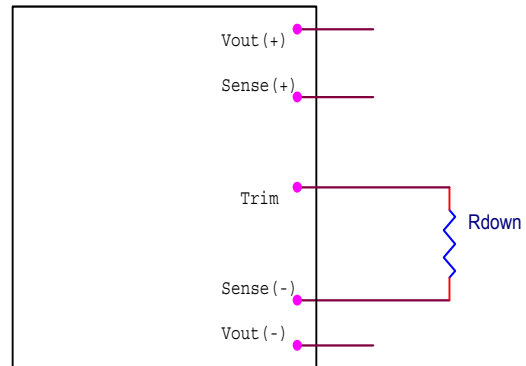 Vout(+)
Sense(+)
Trim
Rdown
Sense(-)
Vout(-)